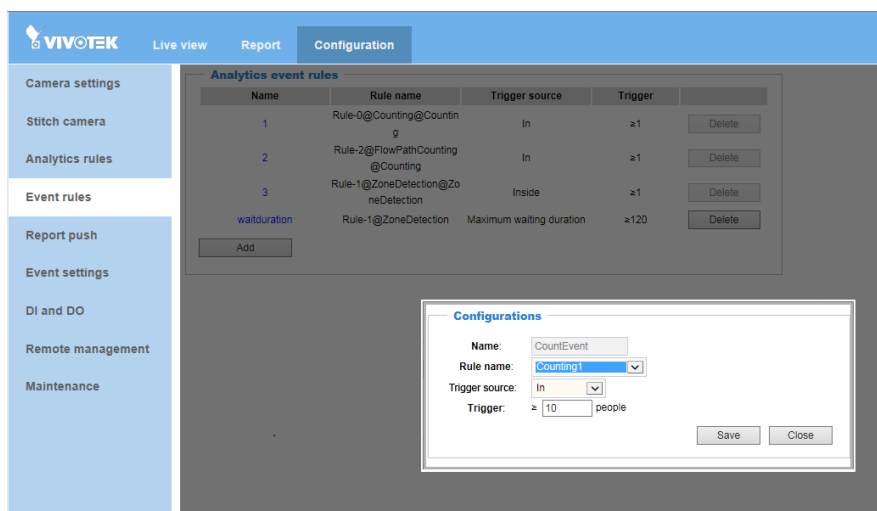 VIVOTEK
Live view Report Configuration
Camera settings
Stitch camera
Analytics rules
Event rules
Report push
Event settings
DI and DO
Remote management
Maintenance
Analytics event rules
Name Rule name Trigger source Trigger
1 Rule-0@Counting@Countin In ≥1 Delete
g
2 Rule-2@FlowPathCounting In ≥1 Delete
@Counting
3 Rule-1@ZoneDetection@Zo Inside ≥1 Delete
neDetection
waitduration Rule-1@ZoneDetection Maximum waiting duration ≥120 Delete
Add
Configurations
Name: CountEvent
Rule name: Counting1
Trigger source: In
Trigger: ≥ 10 people
Save Close